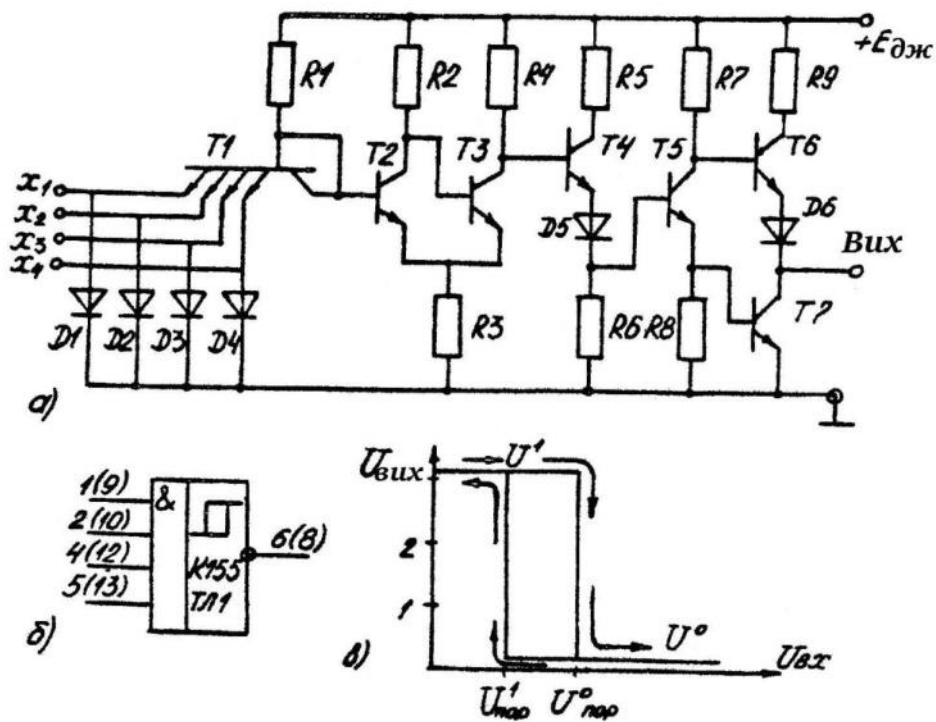 R1
R2
R4
R5
R7
R9
+Eдж
T1
T2
T3
T4
T5
T6
x1
x2
x3
x4
D5
D6
Вих
D1
D2
D3
D4
R3
R6
R8
T7
а)
Uвих
U¹
1(9)
&
2(10)
6(8)
4(12)
К155
5(13)
ТЛ1
2
1
U⁰
б)
в)
Uвх
U¹пор
U⁰пор